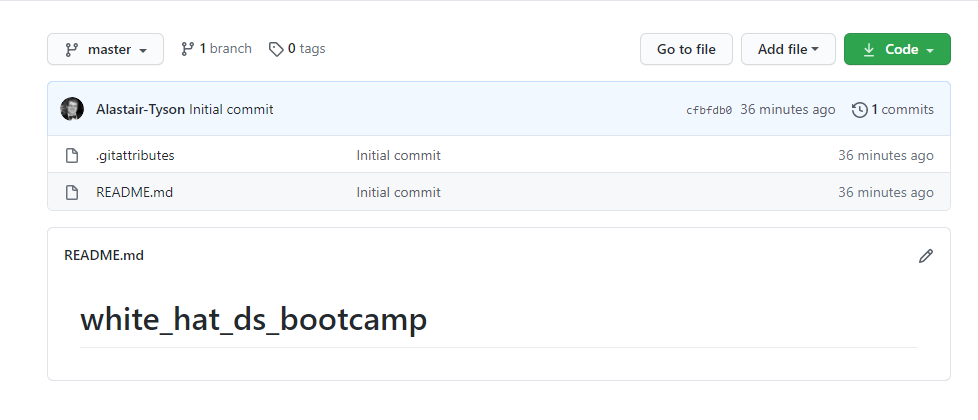 master 1 branch 0 tags Go to file Add file Code
Alastair-Tyson Initial commit cfbfdb0 36 minutes ago 1 commits
.gitattributes Initial commit 36 minutes ago
README.md Initial commit 36 minutes ago
README.md
white_hat_ds_bootcamp